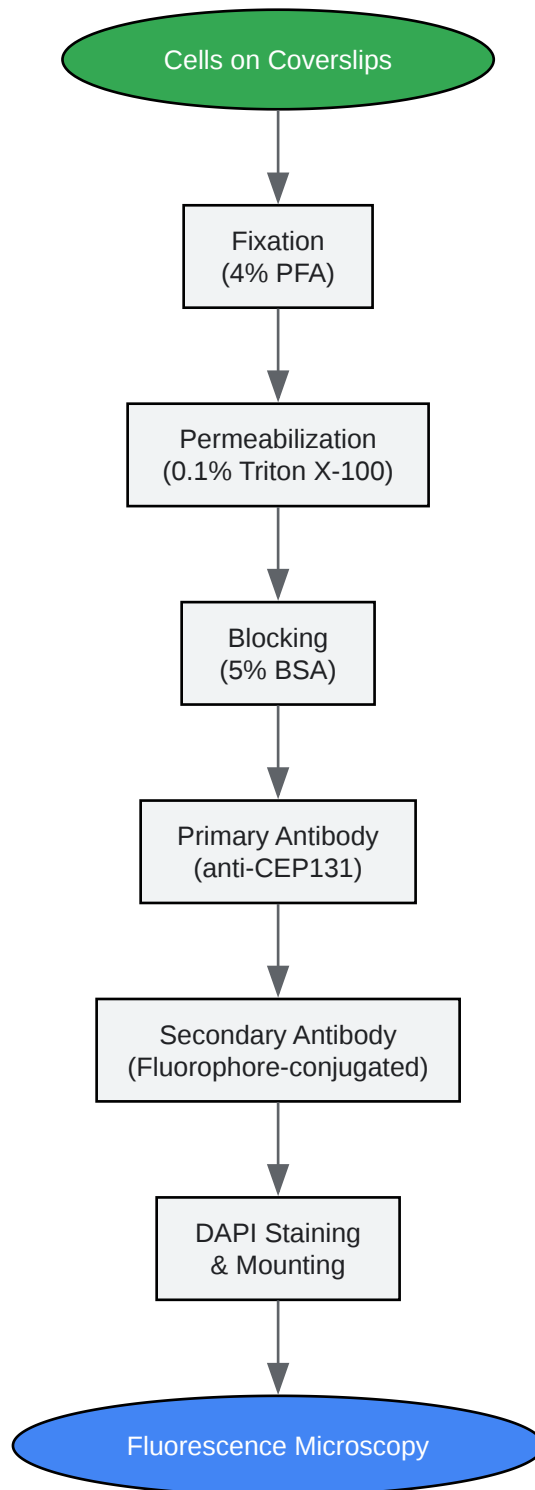 Cells on Coverslips
Fixation
(4% PFA)
Permeabilization
(0.1% Triton X-100)
Blocking
(5% BSA)
Primary Antibody
(anti-CEP131)
Secondary Antibody
(Fluorophore-conjugated)
DAPI Staining
& Mounting
Fluorescence Microscopy